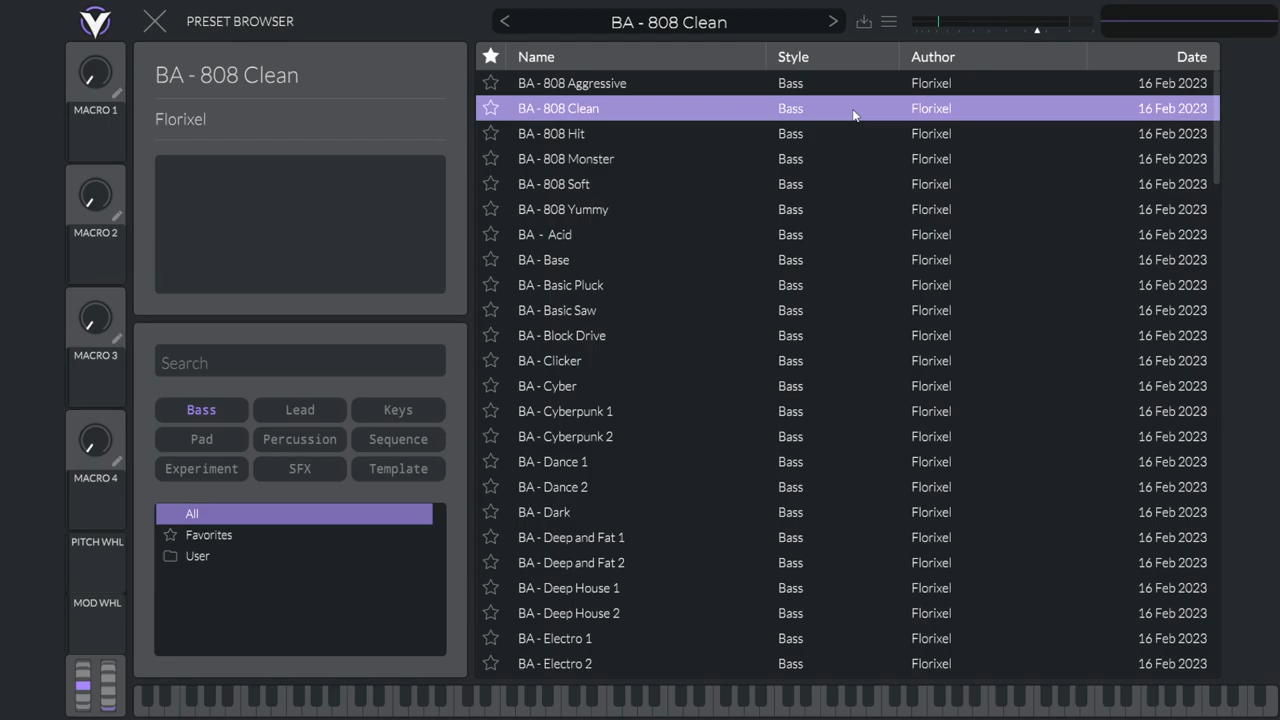 PRESET BROWSER
BA - 808 Clean
MACRO 1
MACRO 2
MACRO 3
MACRO 4
PITCH WHL
MOD WHL
BA - 808 Clean
Florixel
Search
Bass Lead Keys
Pad Percussion Sequence
Experiment SFX Template
All
Favorites
User
Name Style Author Date
BA - 808 Aggressive Bass Florixel 16 Feb 2023
BA - 808 Clean Bass Florixel 16 Feb 2023
BA - 808 Hit Bass Florixel 16 Feb 2023
BA - 808 Monster Bass Florixel 16 Feb 2023
BA - 808 Soft Bass Florixel 16 Feb 2023
BA - 808 Yummy Bass Florixel 16 Feb 2023
BA - Acid Bass Florixel 16 Feb 2023
BA - Base Bass Florixel 16 Feb 2023
BA - Basic Pluck Bass Florixel 16 Feb 2023
BA - Basic Saw Bass Florixel 16 Feb 2023
BA - Block Drive Bass Florixel 16 Feb 2023
BA - Clicker Bass Florixel 16 Feb 2023
BA - Cyber Bass Florixel 16 Feb 2023
BA - Cyberpunk 1 Bass Florixel 16 Feb 2023
BA - Cyberpunk 2 Bass Florixel 16 Feb 2023
BA - Dance 1 Bass Florixel 16 Feb 2023
BA - Dance 2 Bass Florixel 16 Feb 2023
BA - Dark Bass Florixel 16 Feb 2023
BA - Deep and Fat 1 Bass Florixel 16 Feb 2023
BA - Deep and Fat 2 Bass Florixel 16 Feb 2023
BA - Deep House 1 Bass Florixel 16 Feb 2023
BA - Deep House 2 Bass Florixel 16 Feb 2023
BA - Electro 1 Bass Florixel 16 Feb 2023
BA - Electro 2 Bass Florixel 16 Feb 2023